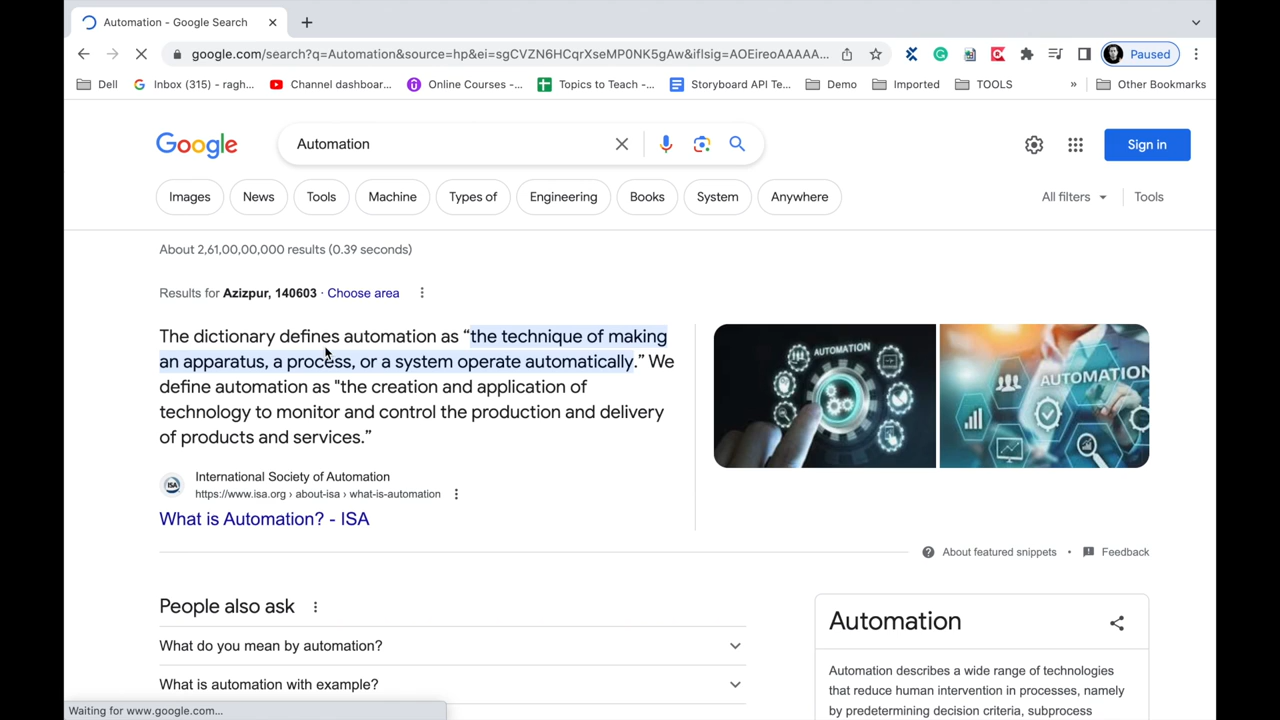 Automation - Google Search
google.com/search?q=Automation&source=hp&ei=sgCVZN6HCqrXseMP0NK5gAw&iflsig=AOEireoAAAAA...
Paused
Dell
Inbox (315) - ragh...
Channel dashboar...
Online Courses -...
Topics to Teach -...
Storyboard API Te...
Demo
Imported
TOOLS
»
Other Bookmarks
Google
Automation
Sign in
Images
News
Tools
Machine
Types of
Engineering
Books
System
Anywhere
All filters
Tools
About 2,61,00,00,000 results (0.39 seconds)
Results for Azizpur, 140603 · Choose area
The dictionary defines automation as “the technique of making
an apparatus, a process, or a system operate automatically.” We
define automation as "the creation and application of
technology to monitor and control the production and delivery
of products and services.”
AUTOMATION
AUTOMATION
ISA
International Society of Automation
https://www.isa.org › about-isa › what-is-automation
What is Automation? - ISA
About featured snippets
•
Feedback
People also ask
What do you mean by automation?
What is automation with example?
Automation
Automation describes a wide range of technologies
that reduce human intervention in processes, namely
by predetermining decision criteria, subprocess
Waiting for www.google.com...